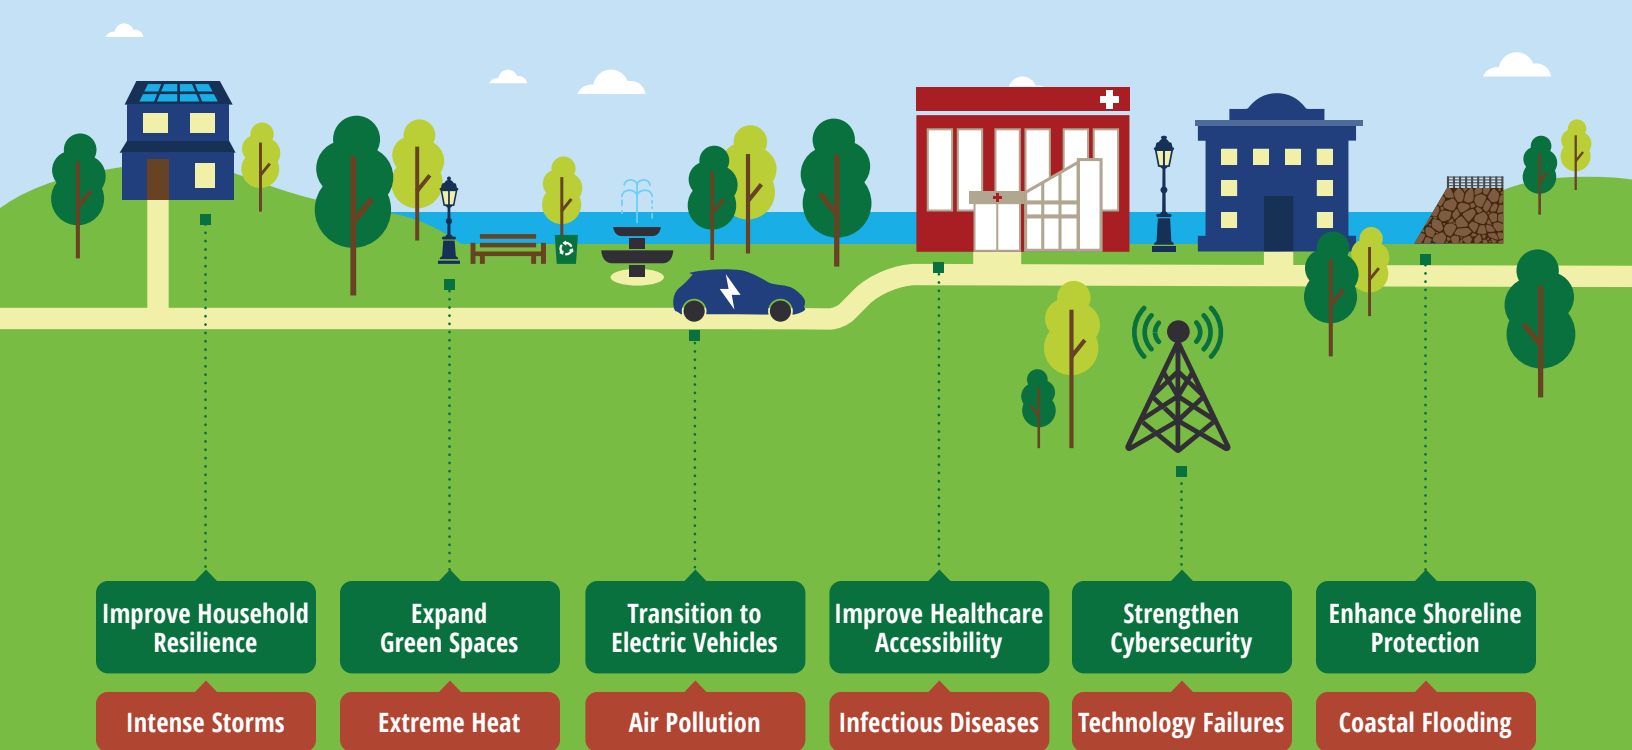 Improve Household
Resilience
Expand
Green Spaces
Transition to
Electric Vehicles
Improve Healthcare
Accessibility
Strengthen
Cybersecurity
Enhance Shoreline
Protection
Intense Storms
Extreme Heat
Air Pollution
Infectious Diseases
Technology Failures
Coastal Flooding